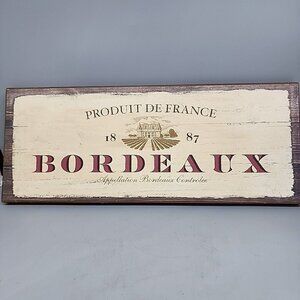 PRODUIT DE FRANCE
18 87
BORDEAUX
Appellation Bordeaux Contrôlée